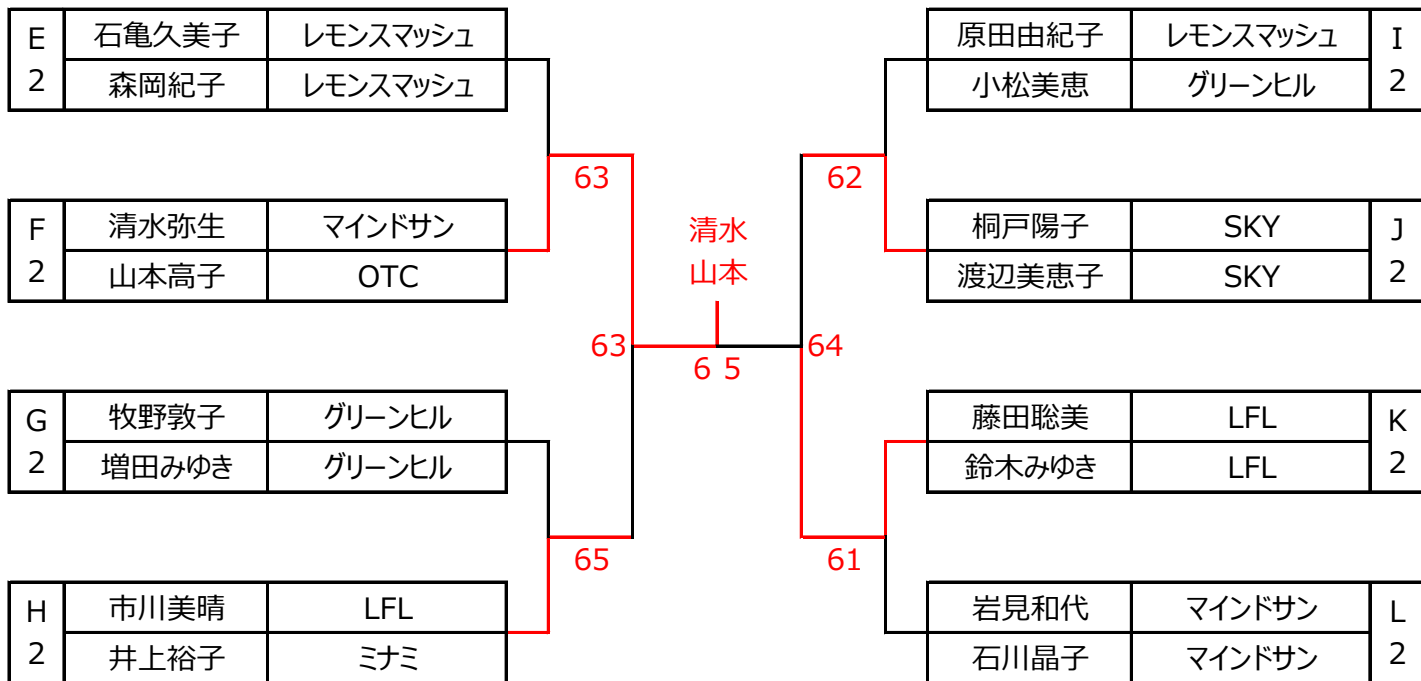 E 石亀久美子 レモンスマッシュ
2 森岡紀子 レモンスマッシュ
63
F 清水弥生 マインドサン
2 山本高子 OTC
63
G 牧野敦子 グリーンヒル
2 増田みゆき グリーンヒル
65
H 市川美晴 LFL
2 井上裕子 ミナミ
清水
山本
6 5
原田由紀子 レモンスマッシュ I
小松美恵 グリーンヒル 2
62
桐戸陽子 SKY J
渡辺美恵子 SKY 2
64
藤田聡美 LFL K
鈴木みゆき LFL 2
61
岩見和代 マインドサン L
石川晶子 マインドサン 2